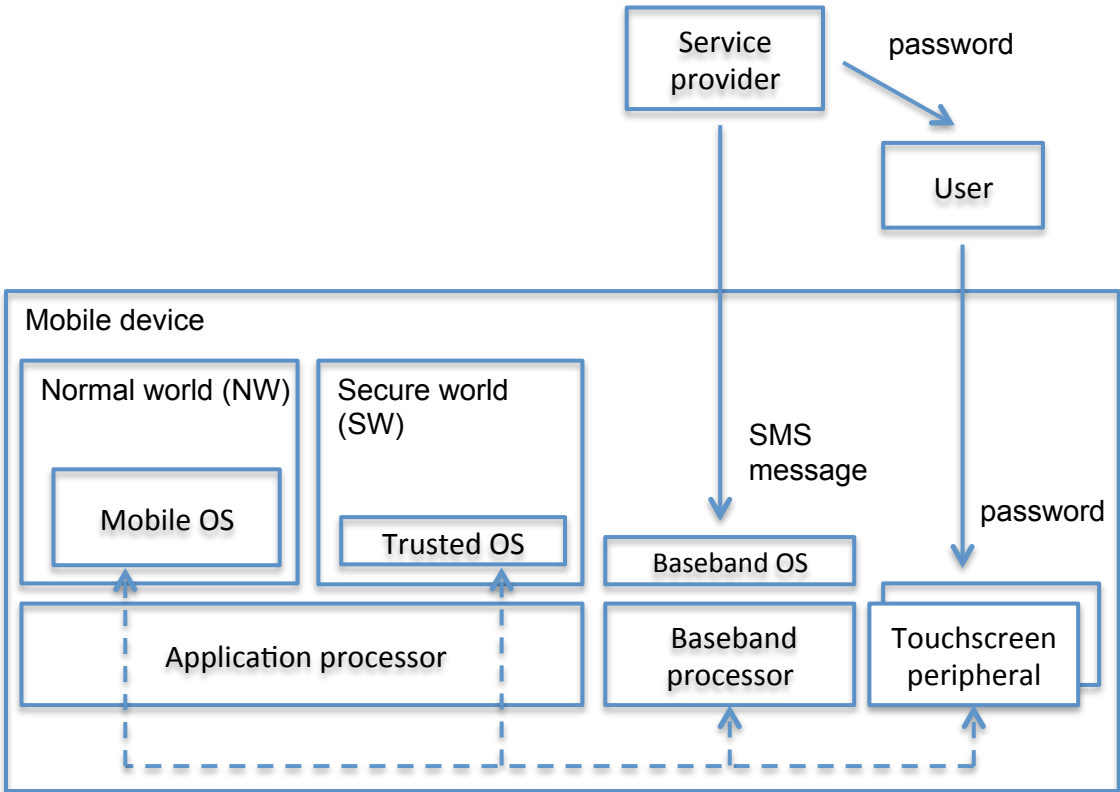 Service
provider
password
User
Mobile device
Normal world (NW)
Secure world
(SW)
SMS
message
Mobile OS
Trusted OS
password
Baseband OS
Application processor
Baseband
processor
Touchscreen
peripheral